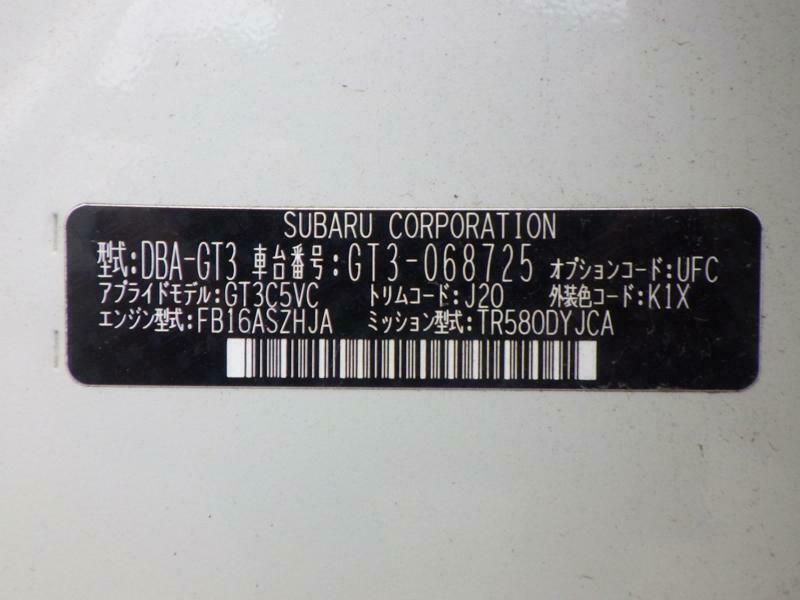 SUBARU CORPORATION
型式:DBA-GT3 車台番号:GT3-068725 オプションコード:UFC
アプライドモデル:GT3C5VC トリムコード:J20 外装色コード:K1X
エンジン型式:FB16ASZHJA ミッション型式:TR580DYJCA